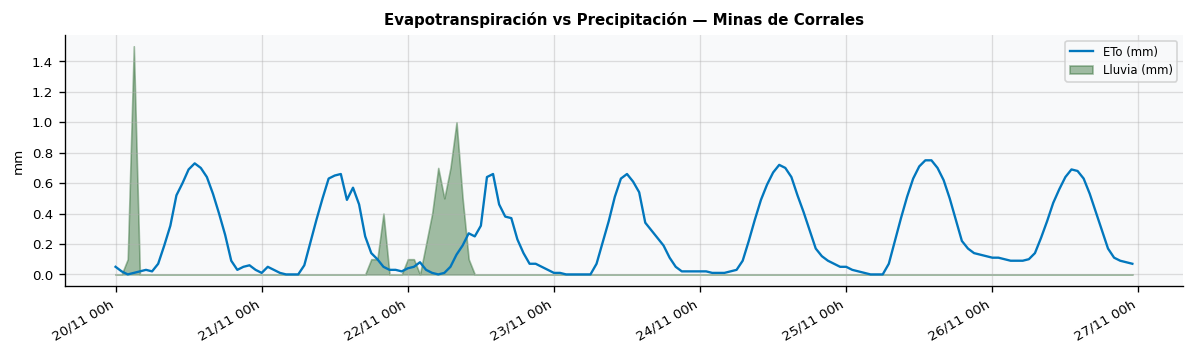 Evapotranspiración vs Precipitación — Minas de Corrales
ETo (mm)
Lluvia (mm)
mm
1.4
1.2
1.0
0.8
0.6
0.4
0.2
0.0
20/11 00h
21/11 00h
22/11 00h
23/11 00h
24/11 00h
25/11 00h
26/11 00h
27/11 00h